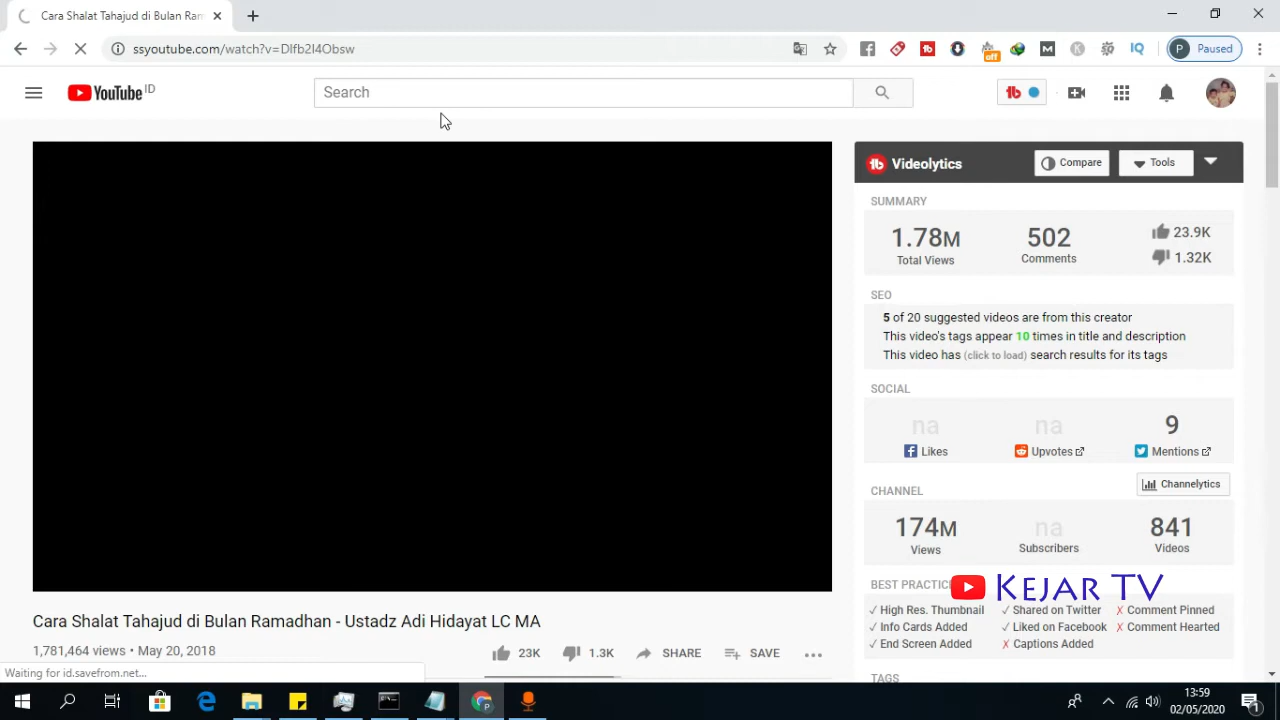 Cara Shalat Tahajud di Bulan Ram
ssyoutube.com/watch?v=DIfb2I4Obsw
off
M
K
IQ
P Paused
YouTube ID
Search
Videolytics
Compare
Tools
SUMMARY
1.78M
Total Views
502
Comments
23.9K
1.32K
SEO
5 of 20 suggested videos are from this creator
This video's tags appear 10 times in title and description
This video has (click to load) search results for its tags
SOCIAL
na
Likes
na
Upvotes
9
Mentions
CHANNEL
Channelytics
174M
Views
na
Subscribers
841
Videos
BEST PRACTIC
KEJAR TV
High Res. Thumbnail
Shared on Twitter
Comment Pinned
Info Cards Added
Liked on Facebook
Comment Hearted
End Screen Added
Captions Added
TAGS
Cara Shalat Tahajud di Bulan Ramadhan - Ustadz Adi Hidayat LC MA
1,781,464 views • May 20, 2018
23K
1.3K
SHARE
SAVE
Waiting for id.savefrom.net...
13:59
02/05/2020
1